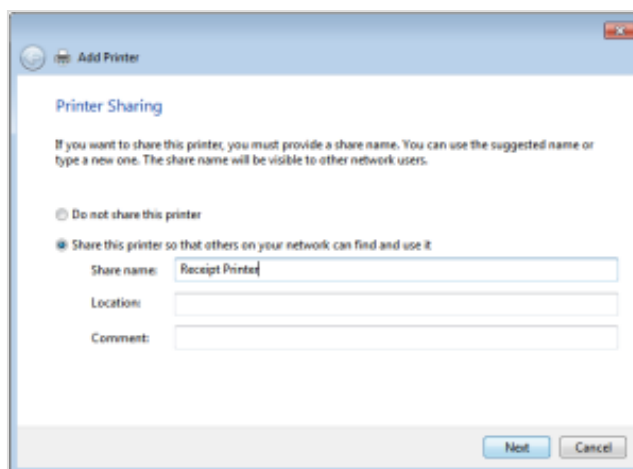 Add Printer
Printer Sharing
If you want to share this printer, you must provide a share name. You can use the suggested name or
type a new one. The share name will be visible to other network users.
Do not share this printer
Share this printer so that others on your network can find and use it
Share name: Receipt Printer
Location:
Comment:
Next Cancel